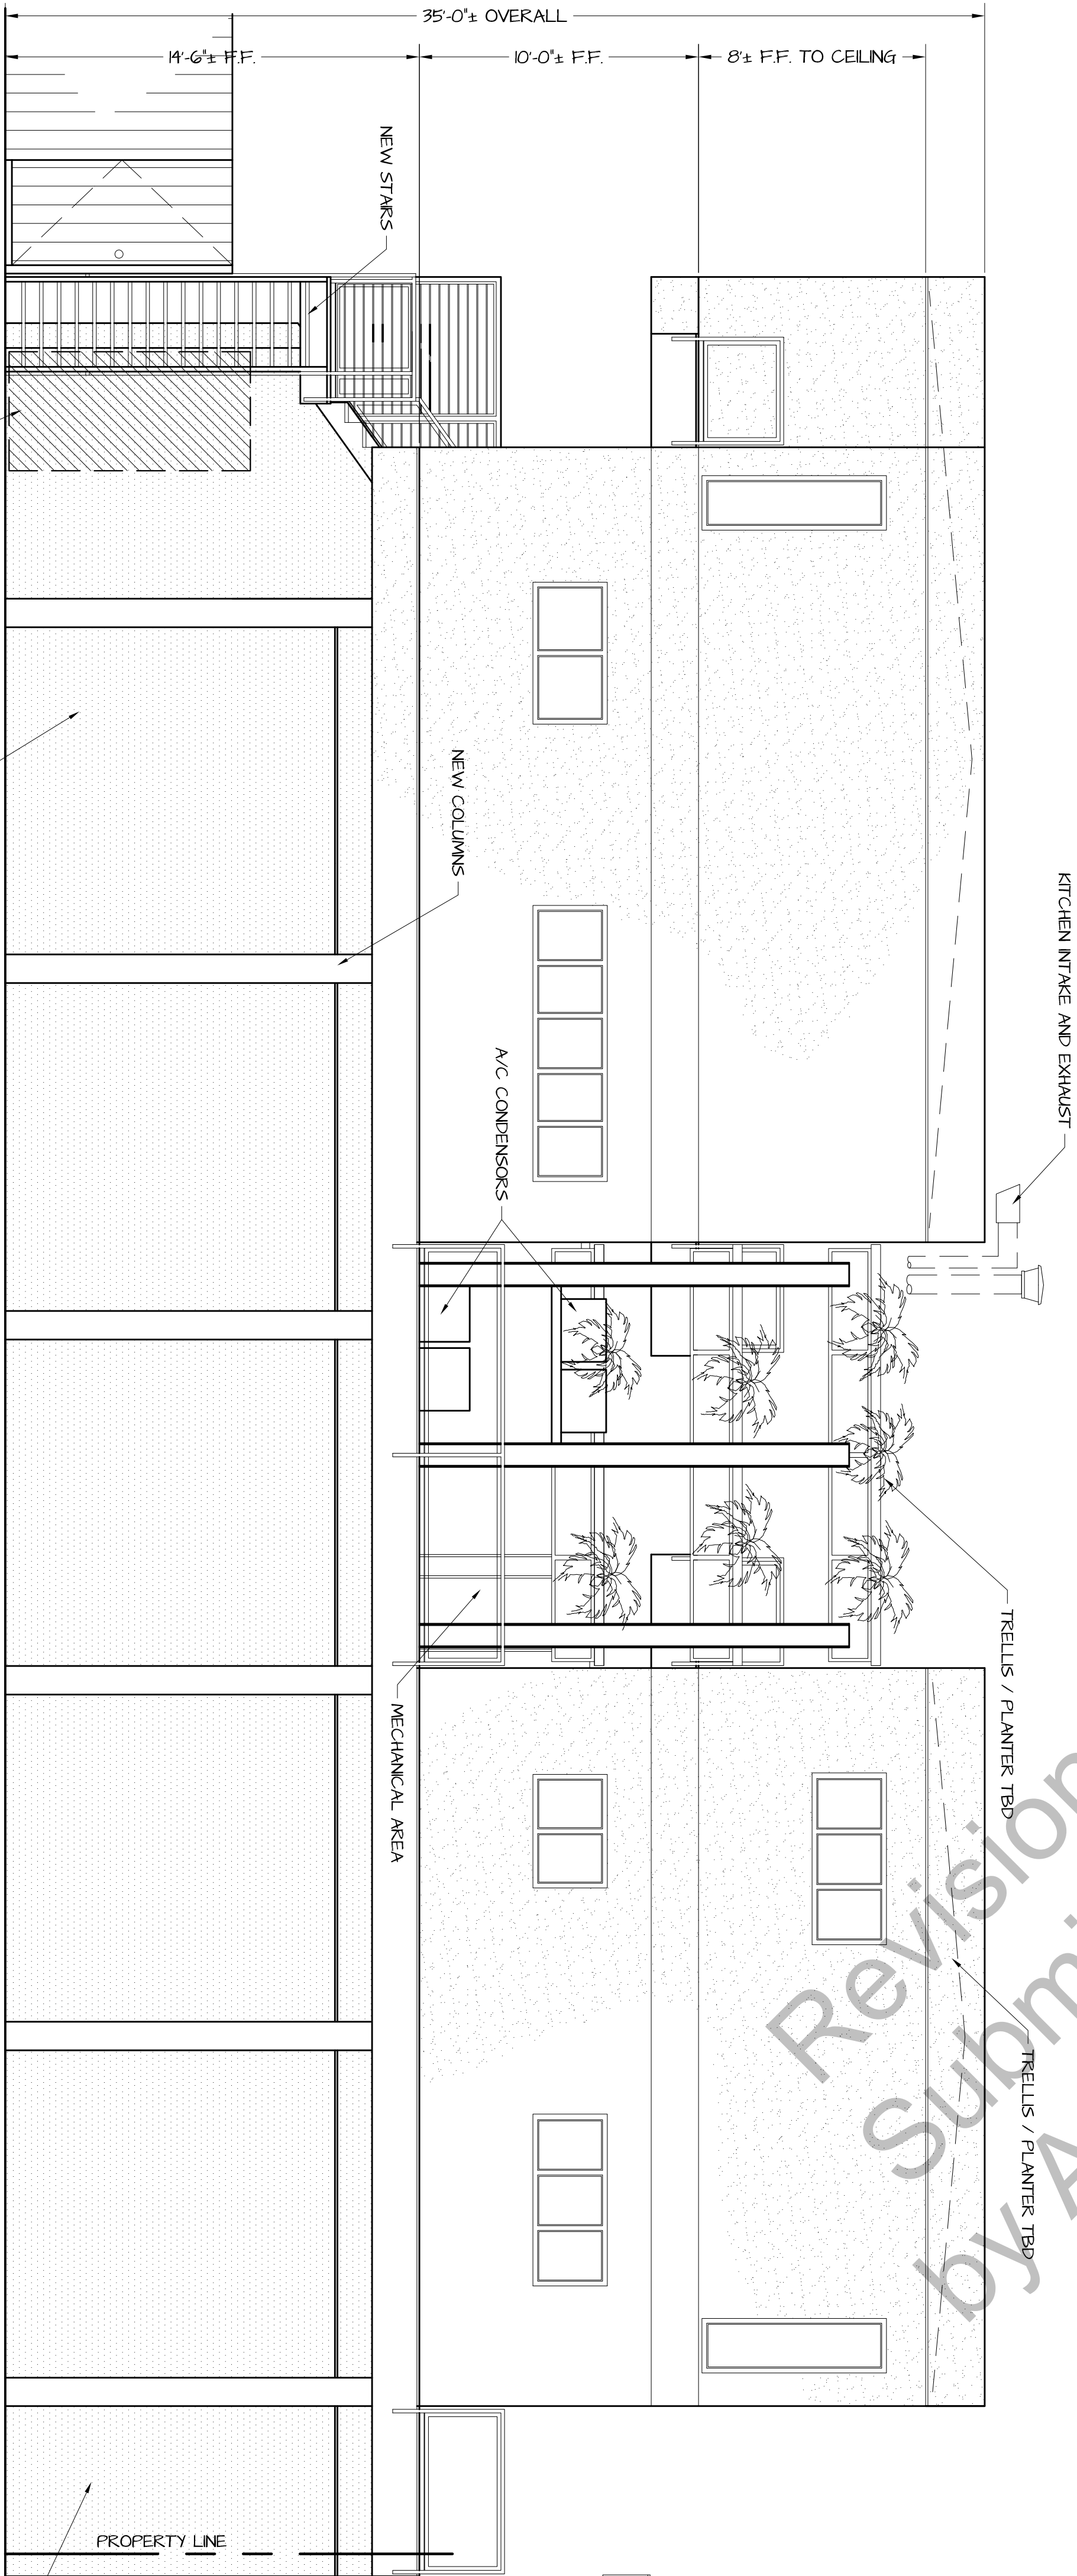 35'-0"± OVERALL
14'-6"± F.F.
10'-0"± F.F.
8'± F.F. TO CEILING
NEW STAIRS
NEW COLUMNS
KITCHEN INTAKE AND EXHAUST
A/C CONDENSORS
TRELLIS / PLANTER TBD
MECHANICAL AREA
TRELLIS / PLANTER TBD
PROPERTY LINE
Revision
by